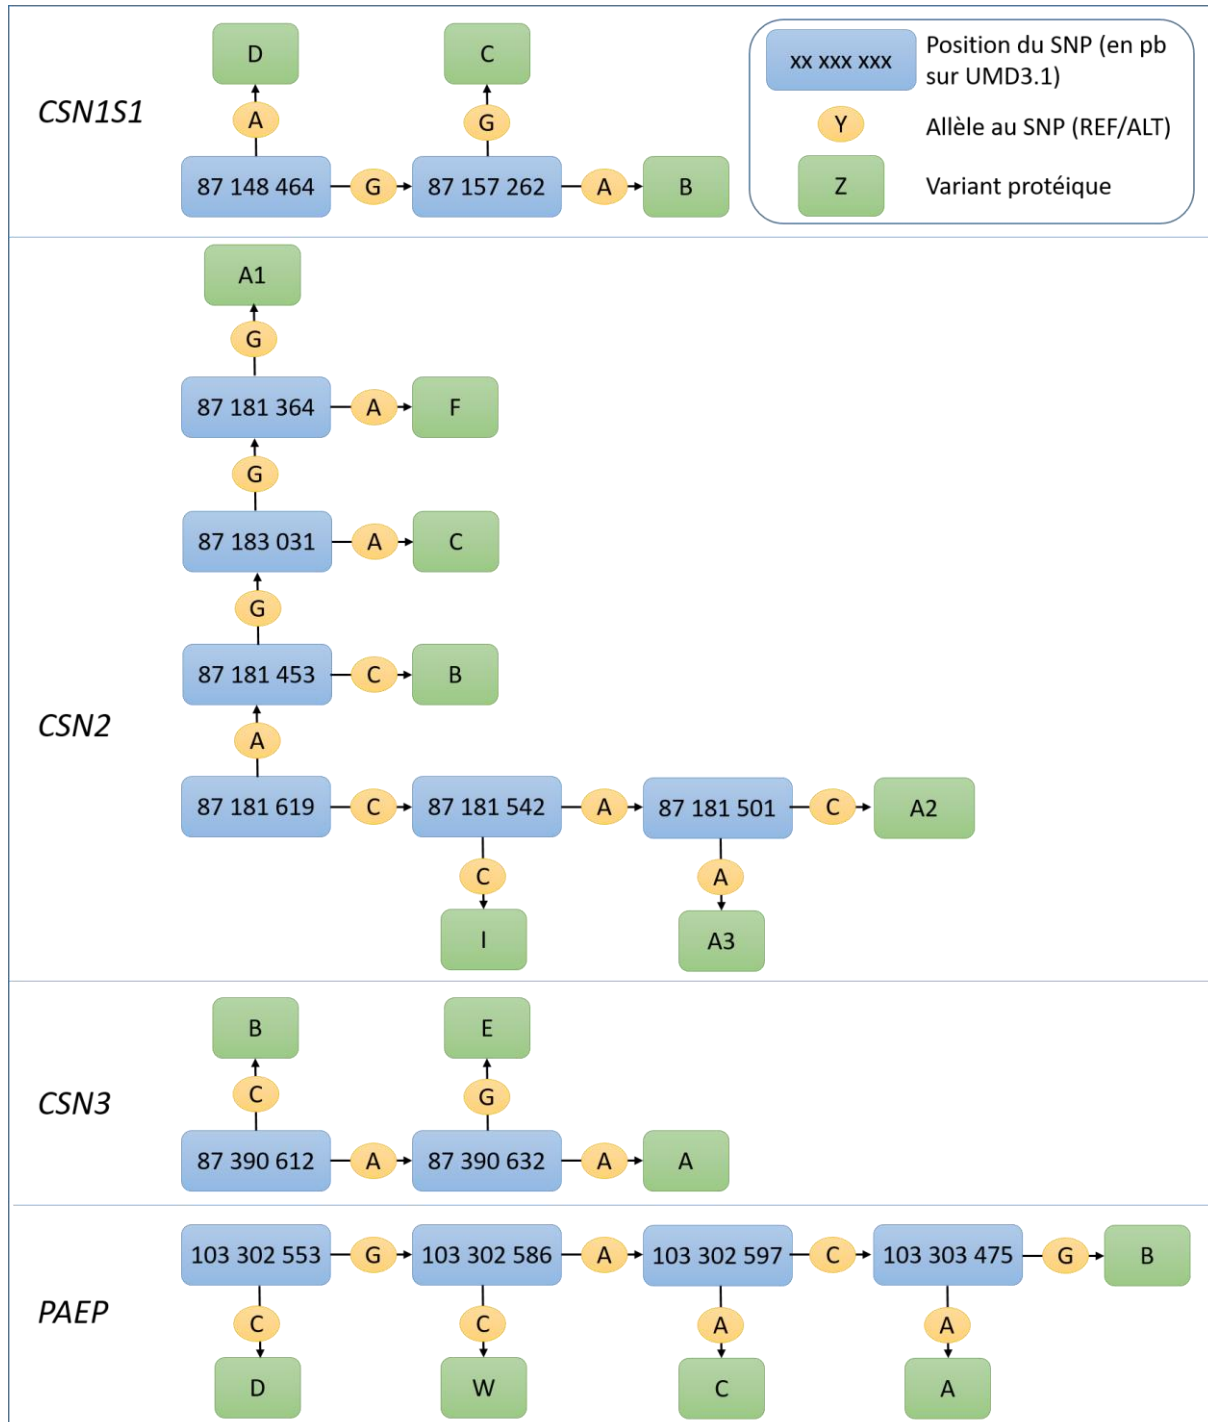 D
C
xx xxx xxx
Position du SNP (en pb
sur UMD3.1)
CSN1S1
A
G
Y
Allèle au SNP (REF/ALT)
87 148 464
G
87 157 262
A
B
Z
Variant protéique
A1
G
87 181 364
A
F
G
87 183 031
A
C
G
87 181 453
C
B
CSN2
A
87 181 619
C
87 181 542
A
87 181 501
C
A2
C
A
I
A3
B
E
CSN3
C
G
87 390 612
A
87 390 632
A
A
103 302 553
G
103 302 586
A
103 302 597
C
103 303 475
G
B
PAEP
C
C
A
A
D
W
C
A